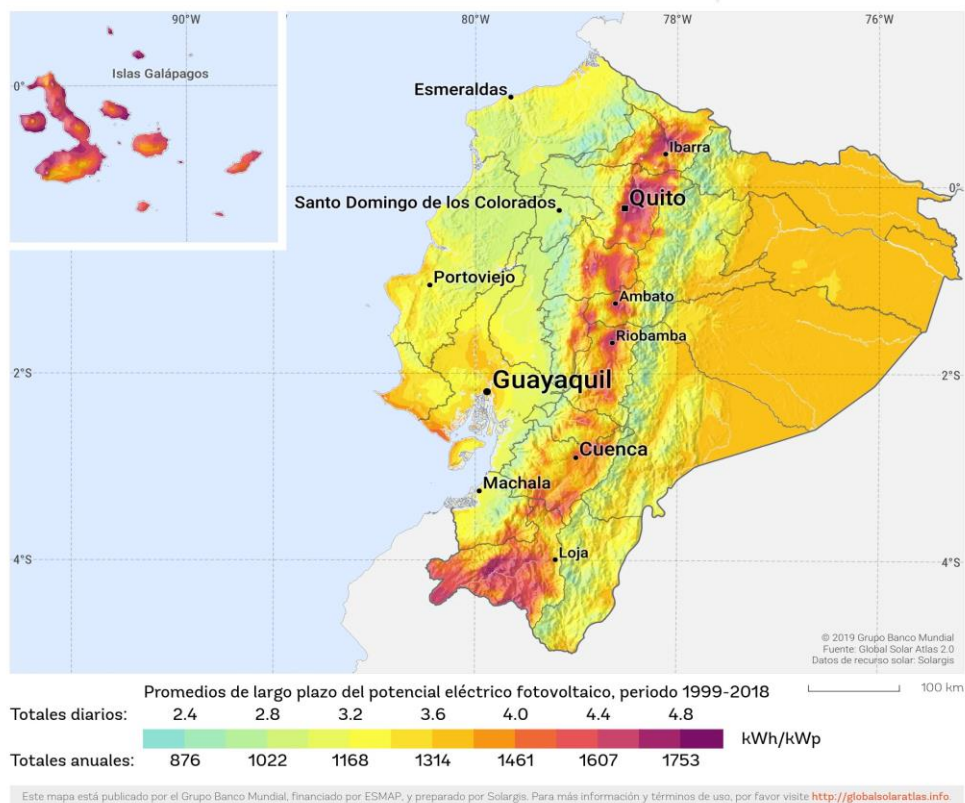 90°W
80°W
78°W
76°W
Islas Galápagos
0°
Esmeraldas
Ibarra
0°
Santo Domingo de los Colorados
Quito
Portoviejo
Ambato
Riobamba
2°S
Guayaquil
2°S
Cuenca
Machala
4°S
Loja
4°S
© 2019 Grupo Banco Mundial
Fuente: Global Solar Atlas 2.0
Datos de recurso solar: Solargis
Promedios de largo plazo del potencial eléctrico fotovoltaico, periodo 1999-2018
100 km
Totales diarios: 2.4 2.8 3.2 3.6 4.0 4.4 4.8
kWh/kWp
Totales anuales: 876 1022 1168 1314 1461 1607 1753
Este mapa está publicado por el Grupo Banco Mundial, financiado por ESMAP, y preparado por Solargis. Para más información y términos de uso, por favor visite http://globalsolaratlas.info.